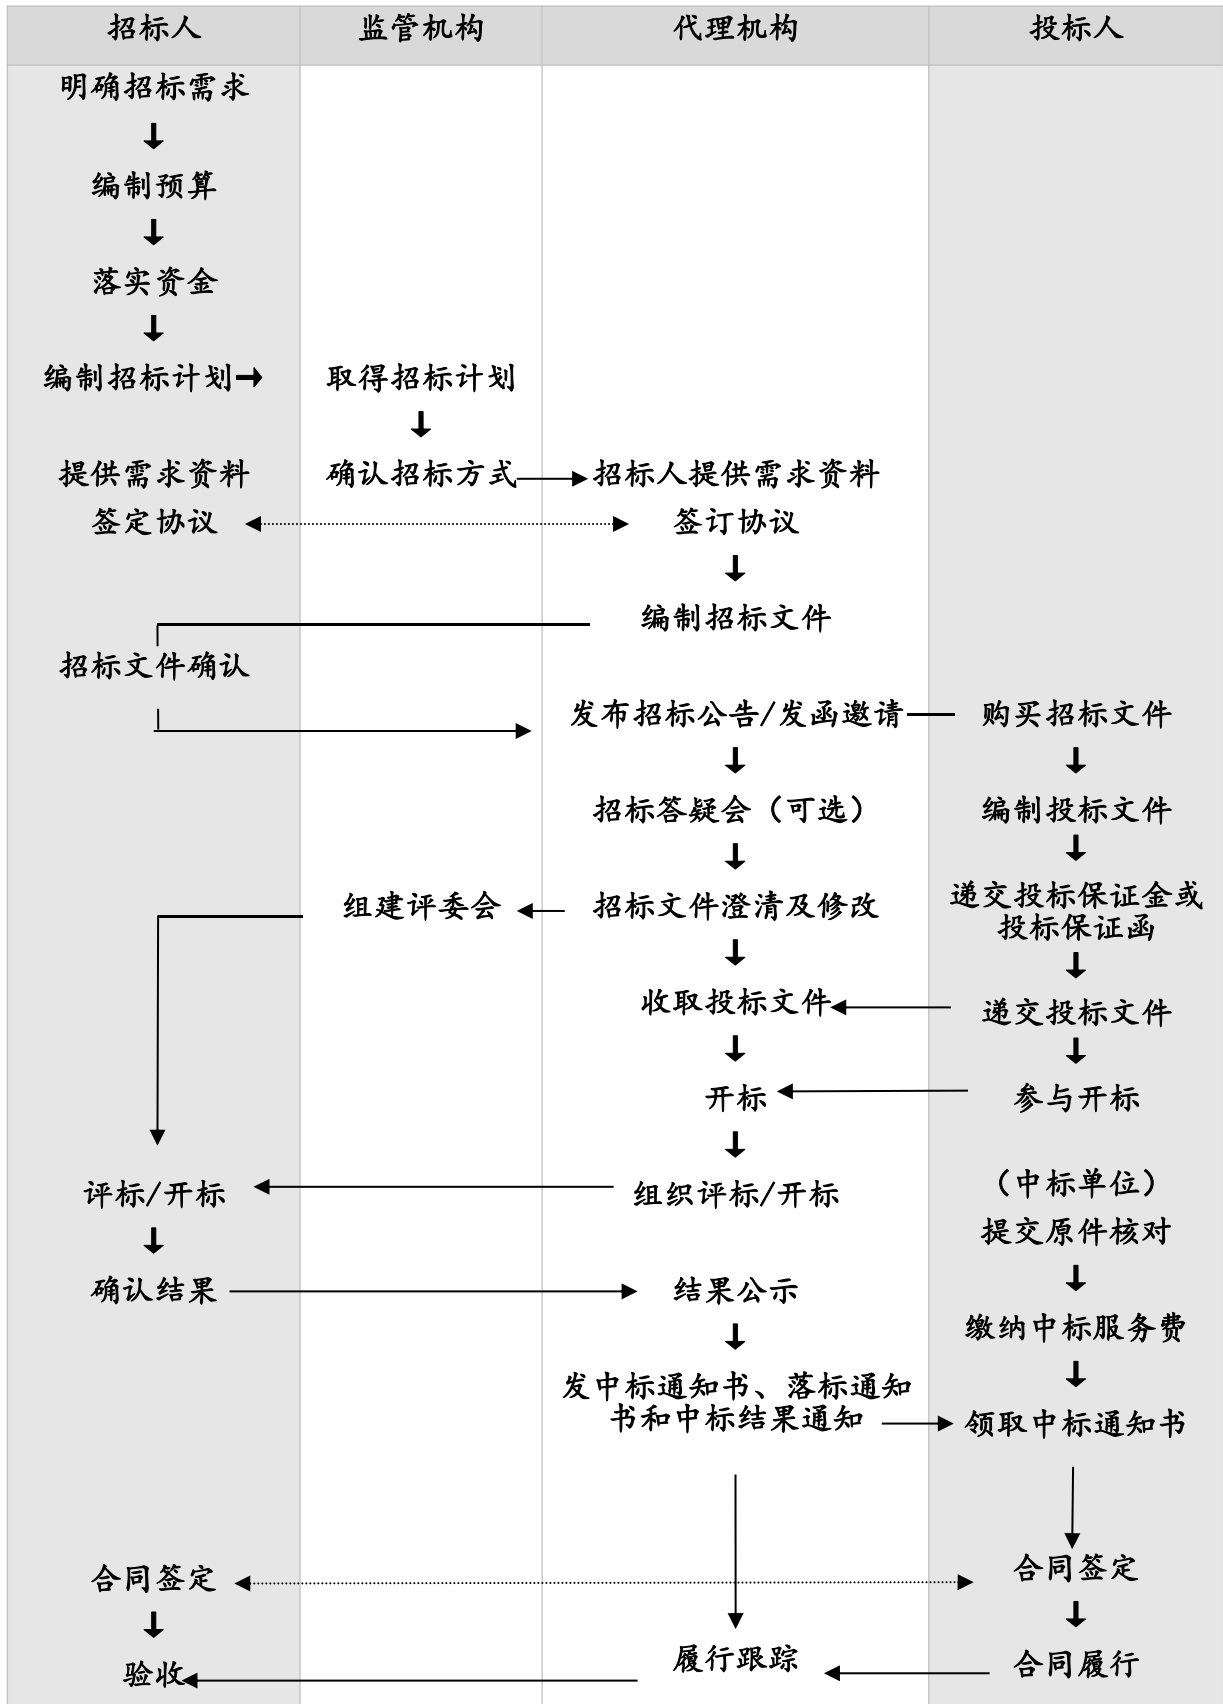 招标人 监管机构 代理机构 投标人
明确招标需求
编制预算
落实资金
编制招标计划 取得招标计划
提供需求资料 确认招标方式 招标人提供需求资料
签定协议 签订协议
编制招标文件
招标文件确认
发布招标公告/发函邀请 购买招标文件
招标答疑会（可选） 编制投标文件
组建评委会 招标文件澄清及修改 递交投标保证金或
投标保证函
收取投标文件 递交投标文件
开标 参与开标
评标/开标 组织评标/开标 （中标单位）
提交原件核对
确认结果 结果公示
缴纳中标服务费
发中标通知书、落标通知
书和中标结果通知 领取中标通知书
合同签定 合同签定
验收 履行跟踪 合同履行